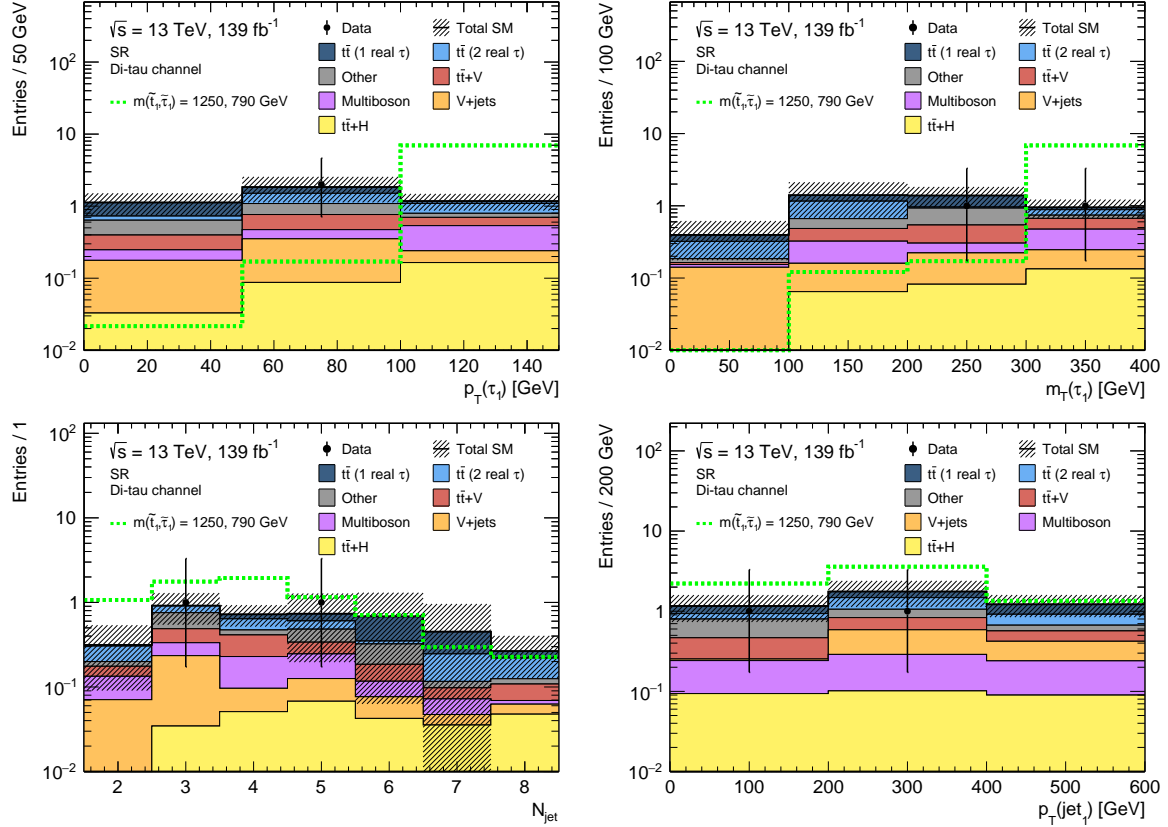 Entries / 50 GeV
10²
10
1
10⁻¹
10⁻²
√s = 13 TeV, 139 fb⁻¹
SR
Di-tau channel
m(t̃₁,τ̃₁) = 1250, 790 GeV
Data
Total SM
tt̄ (1 real τ)
tt̄ (2 real τ)
Other
tt̄+V
Multiboson
V+jets
tt̄+H
0 20 40 60 80 100 120 140
p_T(τ₁) [GeV]
Entries / 100 GeV
10²
10
1
10⁻¹
10⁻²
√s = 13 TeV, 139 fb⁻¹
SR
Di-tau channel
m(t̃₁,τ̃₁) = 1250, 790 GeV
Data
Total SM
tt̄ (1 real τ)
tt̄ (2 real τ)
Other
tt̄+V
Multiboson
V+jets
tt̄+H
0 50 100 150 200 250 300 350 400
m_T(τ₁) [GeV]
Entries / 1
10²
10
1
10⁻¹
10⁻²
√s = 13 TeV, 139 fb⁻¹
SR
Di-tau channel
m(t̃₁,τ̃₁) = 1250, 790 GeV
Data
Total SM
tt̄ (1 real τ)
tt̄ (2 real τ)
Other
tt̄+V
Multiboson
V+jets
tt̄+H
2 3 4 5 6 7 8
N_jet
Entries / 200 GeV
10²
10
1
10⁻¹
10⁻²
√s = 13 TeV, 139 fb⁻¹
SR
Di-tau channel
m(t̃₁,τ̃₁) = 1250, 790 GeV
Data
Total SM
tt̄ (1 real τ)
tt̄ (2 real τ)
Other
tt̄+V
V+jets
Multiboson
tt̄+H
0 100 200 300 400 500 600
p_T(jet₁) [GeV]